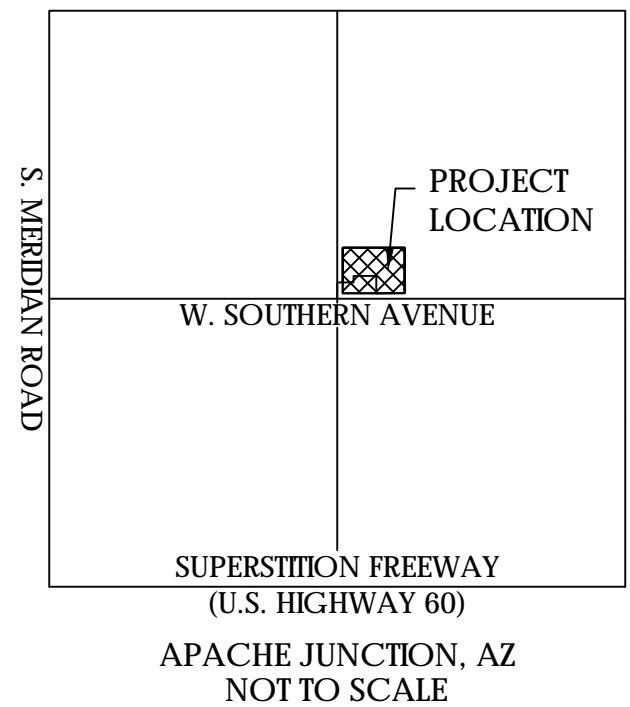 PROJECT
LOCATION
S. MERIDIAN ROAD
W. SOUTHERN AVENUE
SUPERSTITION FREEWAY
(U.S. HIGHWAY 60)
APACHE JUNCTION, AZ
NOT TO SCALE